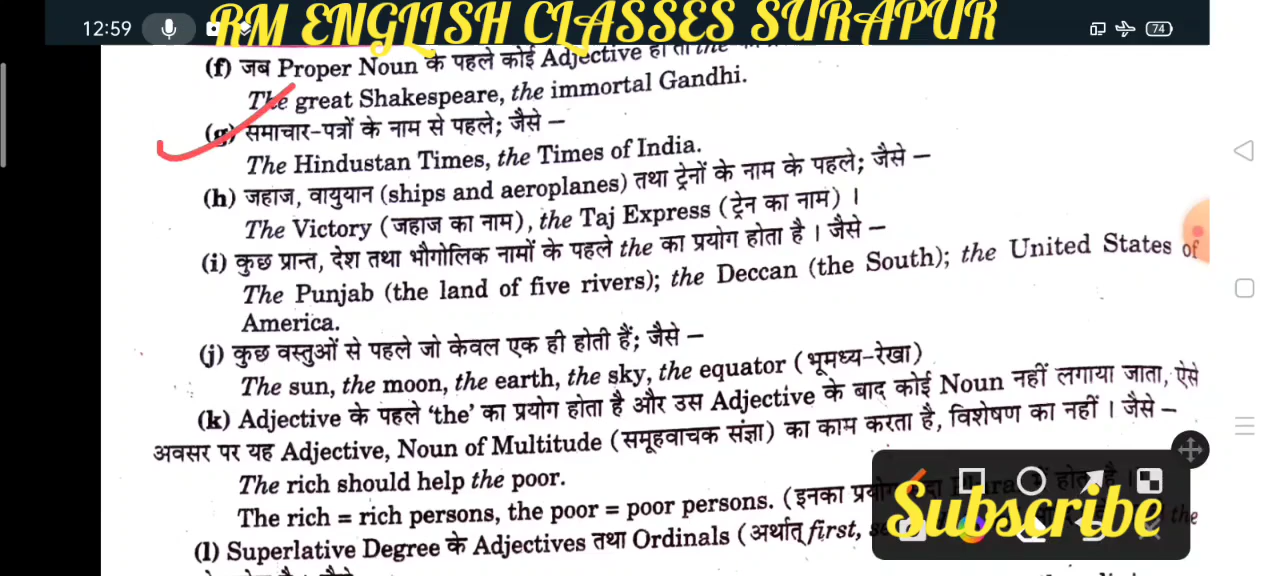 RM ENGLISH CLASSES SURAPUR
12:59
74
(f) जब Proper Noun के पहले कोई Adjective हो तो the
The great Shakespeare, the immortal Gandhi.
(g) समाचार-पत्रों के नाम से पहले; जैसे –
The Hindustan Times, the Times of India.
(h) जहाज, वायुयान (ships and aeroplanes) तथा ट्रेनों के नाम के पहले; जैसे –
The Victory (जहाज का नाम), the Taj Express (ट्रेन का नाम) ।
(i) कुछ प्रान्त, देश तथा भौगोलिक नामों के पहले the का प्रयोग होता है । जैसे –
The Punjab (the land of five rivers); the Deccan (the South); the United States of
America.
(j) कुछ वस्तुओं से पहले जो केवल एक ही होती हैं; जैसे –
The sun, the moon, the earth, the sky, the equator (भूमध्य-रेखा)
(k) Adjective के पहले ‘the’ का प्रयोग होता है और उस Adjective के बाद कोई Noun नहीं लगाया जाता, ऐसे
अवसर पर यह Adjective, Noun of Multitude (समूहवाचक संज्ञा) का काम करता है, विशेषण का नहीं । जैसे –
The rich should help the poor.
The rich = rich persons, the poor = poor persons. (इनका में होता है ।
(l) Superlative Degree के Adjectives तथा Ordinals (अर्थात् first, the
Subscribe